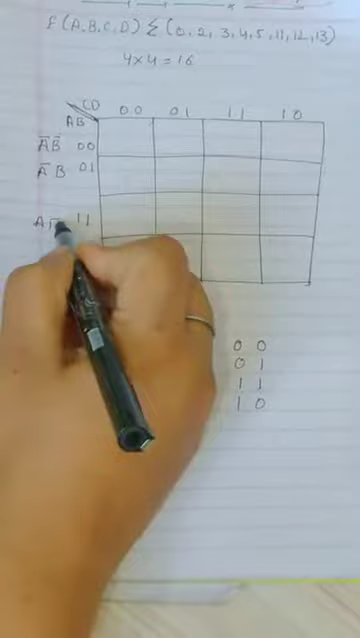 f (A,B,C,D) Σ (0,2,3,4,5,11,12,13)
4×4=16
CD 00 01 11 10
AB
A̅B̅ 00
A̅B 01
A 11
0 0
0 1
1 1
1 0